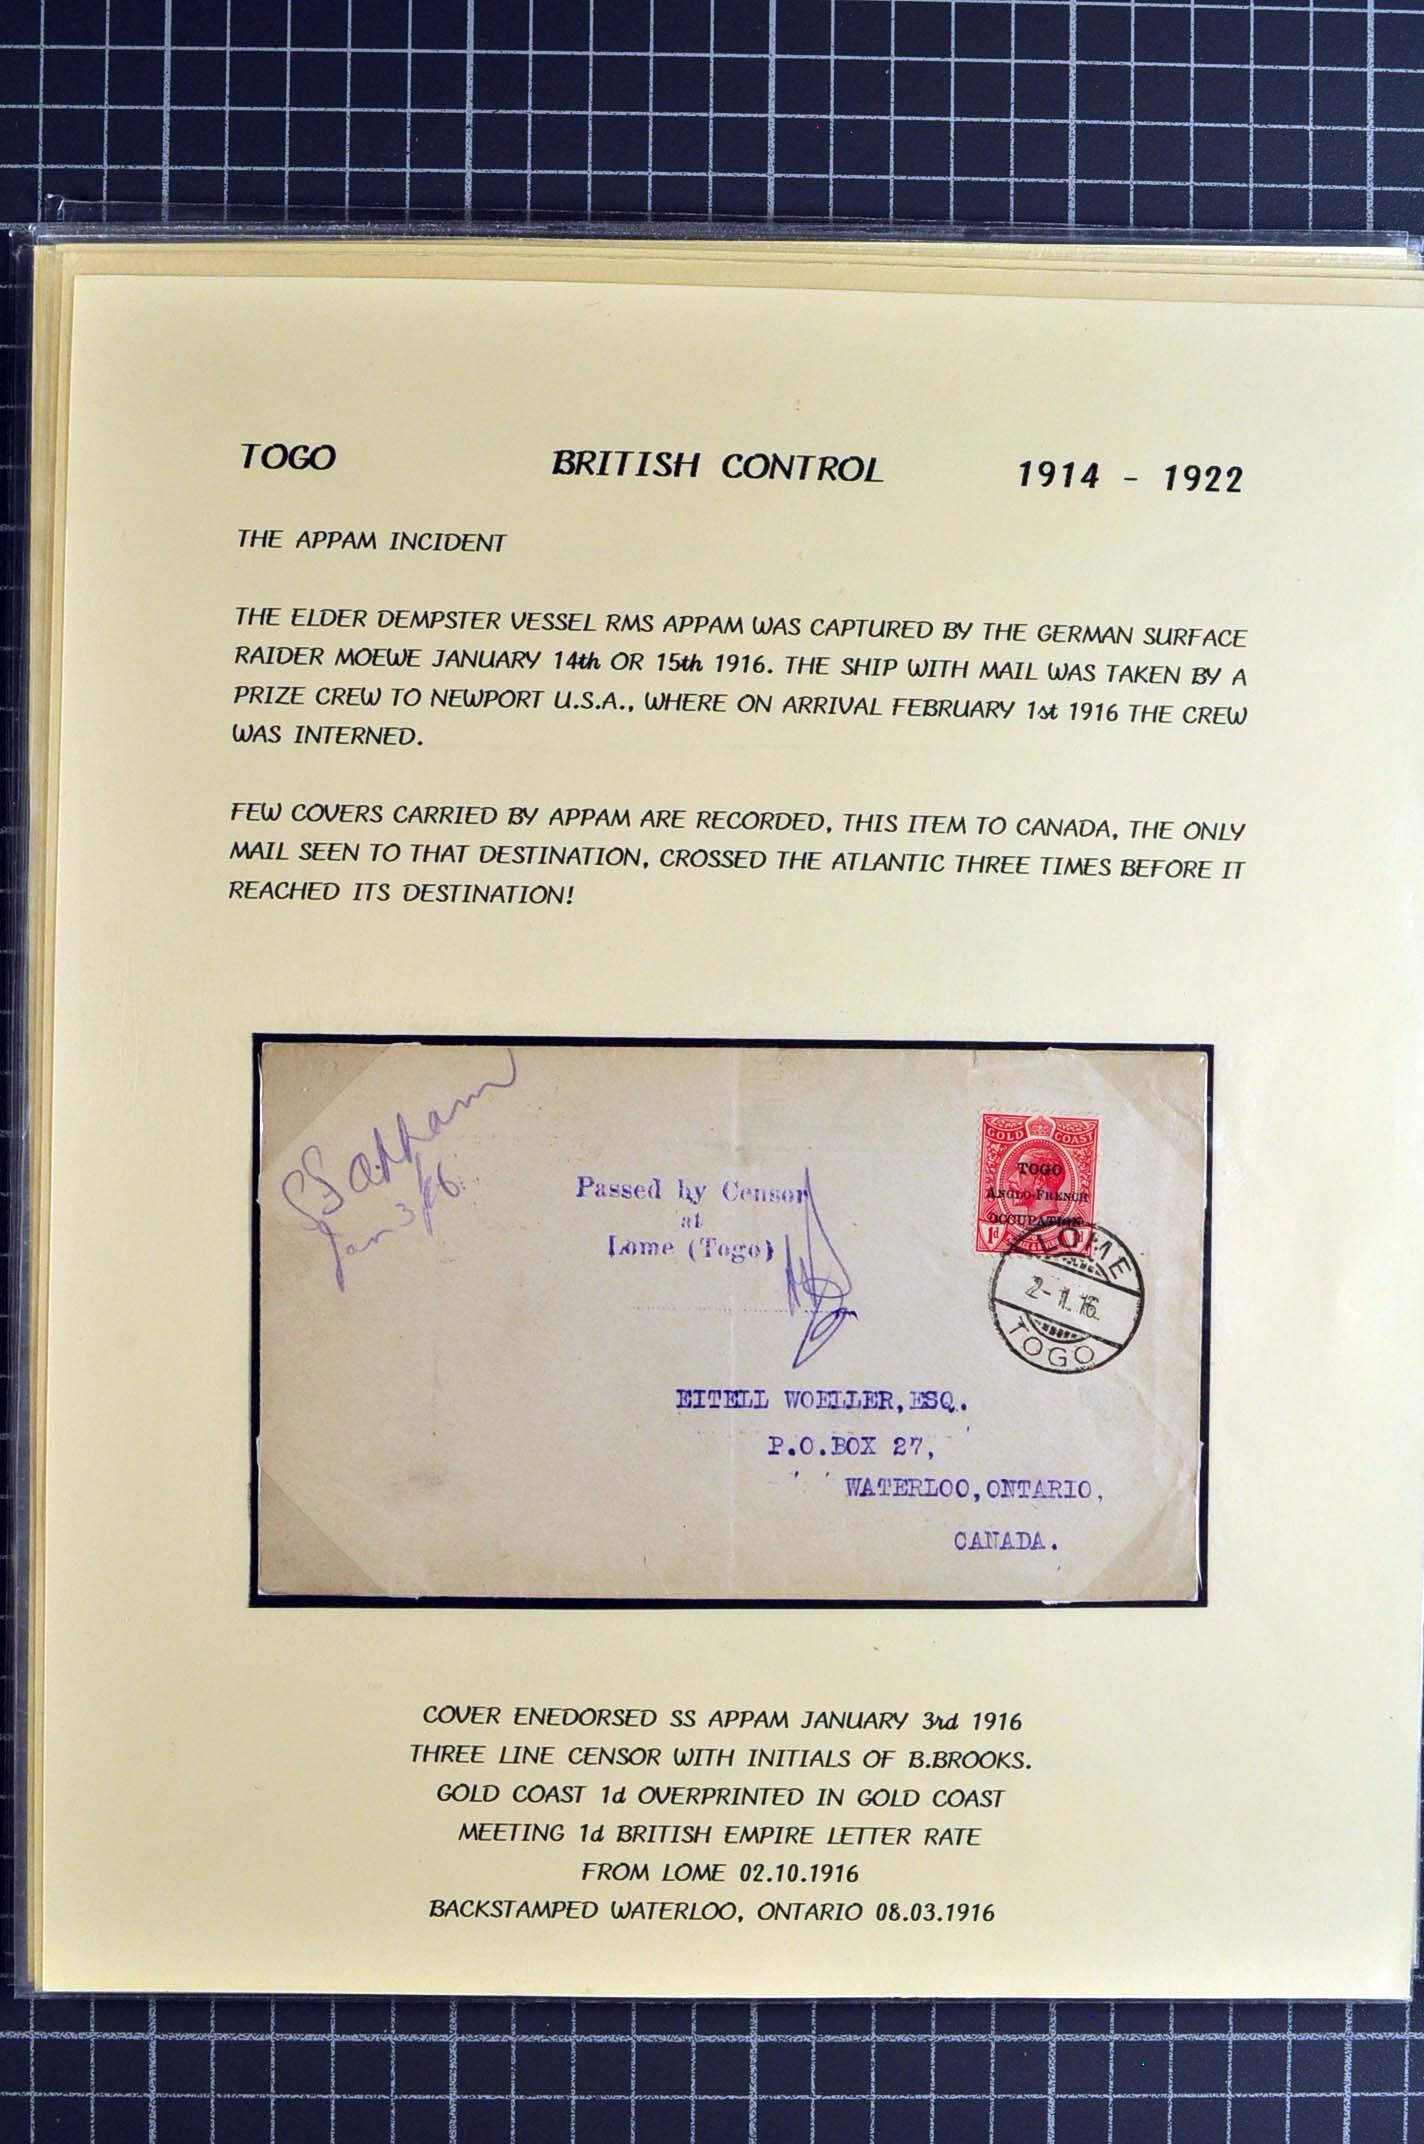 TOGO BRITISH CONTROL 1914 - 1922
THE APPAM INCIDENT
THE ELDER DEMPSTER VESSEL RMS APPAM WAS CAPTURED BY THE GERMAN SURFACE
RAIDER MOEWE JANUARY 14th OR 15th 1916. THE SHIP WITH MAIL WAS TAKEN BY A
PRIZE CREW TO NEWPORT U.S.A., WHERE ON ARRIVAL FEBRUARY 1st 1916 THE CREW
WAS INTERNED.
FEW COVERS CARRIED BY APPAM ARE RECORDED, THIS ITEM TO CANADA, THE ONLY
MAIL SEEN TO THAT DESTINATION, CROSSED THE ATLANTIC THREE TIMES BEFORE IT
REACHED ITS DESTINATION!
SS Appam
Jan 3/16
Passed by Censor
at
Lome (Togo)
GOLD COAST
TOGO
ANGLO-FRENCH
OCCUPATION
1d
LOME
2-1.16.
TOGO
EITELL WOELLER, ESQ.
P.O.BOX 27,
WATERLOO, ONTARIO,
CANADA.
COVER ENEDORSED SS APPAM JANUARY 3rd 1916
THREE LINE CENSOR WITH INITIALS OF B.BROOKS.
GOLD COAST 1d OVERPRINTED IN GOLD COAST
MEETING 1d BRITISH EMPIRE LETTER RATE
FROM LOME 02.10.1916
BACKSTAMPED WATERLOO, ONTARIO 08.03.1916